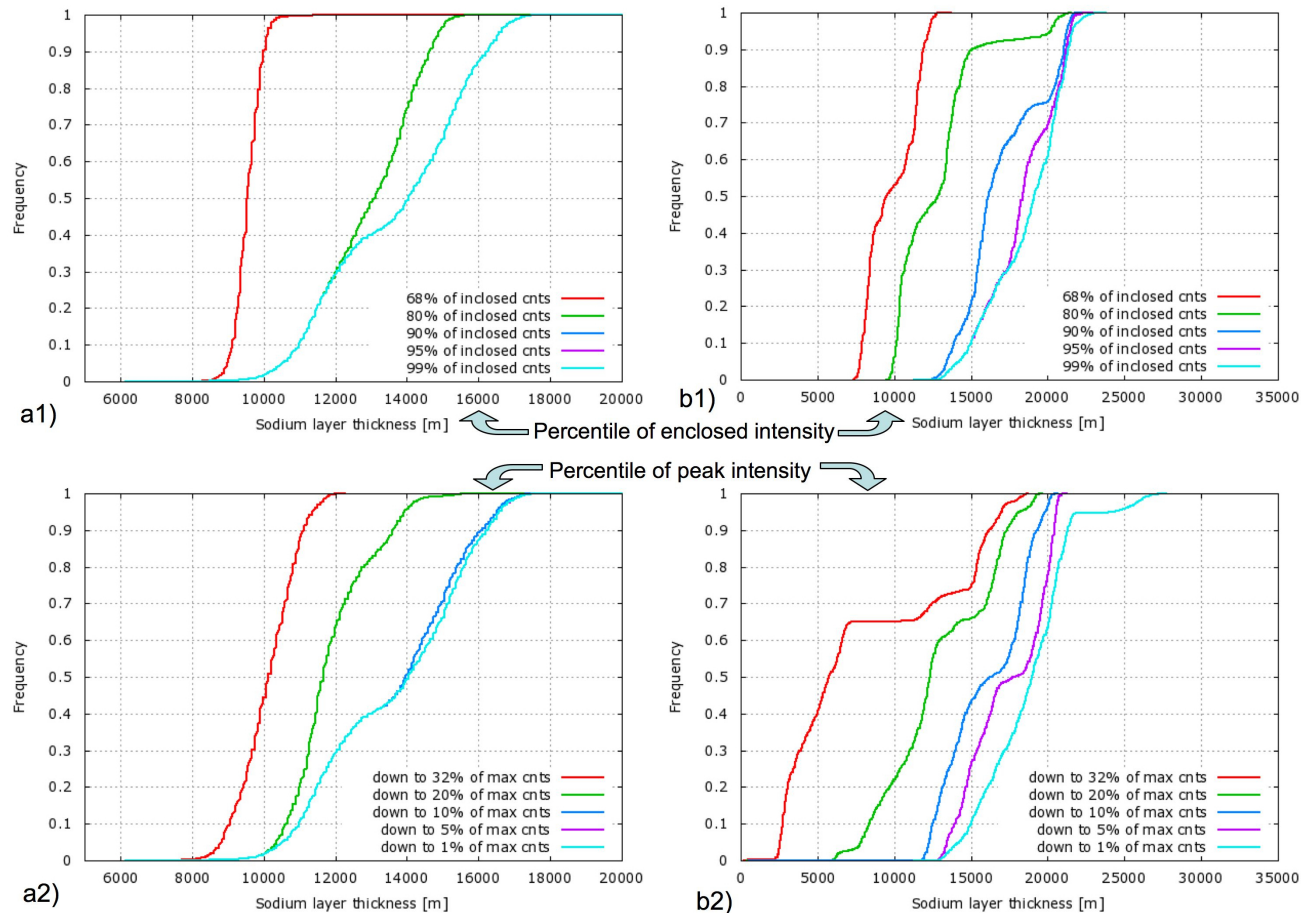 1
0.9
0.8
0.7
0.6
0.5
0.4
0.3
0.2
0.1
0
Frequency
68% of inclosed cnts
80% of inclosed cnts
90% of inclosed cnts
95% of inclosed cnts
99% of inclosed cnts
6000 8000 10000 12000 14000 16000 18000 20000
a1)
Sodium layer thickness [m]
1
0.9
0.8
0.7
0.6
0.5
0.4
0.3
0.2
0.1
0
Frequency
68% of inclosed cnts
80% of inclosed cnts
90% of inclosed cnts
95% of inclosed cnts
99% of inclosed cnts
0 5000 10000 15000 20000 25000 30000 35000
b1)
Sodium layer thickness [m]
Percentile of enclosed intensity
Percentile of peak intensity
1
0.9
0.8
0.7
0.6
0.5
0.4
0.3
0.2
0.1
0
Frequency
down to 32% of max cnts
down to 20% of max cnts
down to 10% of max cnts
down to 5% of max cnts
down to 1% of max cnts
6000 8000 10000 12000 14000 16000 18000 20000
a2)
Sodium layer thickness [m]
1
0.9
0.8
0.7
0.6
0.5
0.4
0.3
0.2
0.1
0
Frequency
down to 32% of max cnts
down to 20% of max cnts
down to 10% of max cnts
down to 5% of max cnts
down to 1% of max cnts
0 5000 10000 15000 20000 25000 30000 35000
b2)
Sodium layer thickness [m]